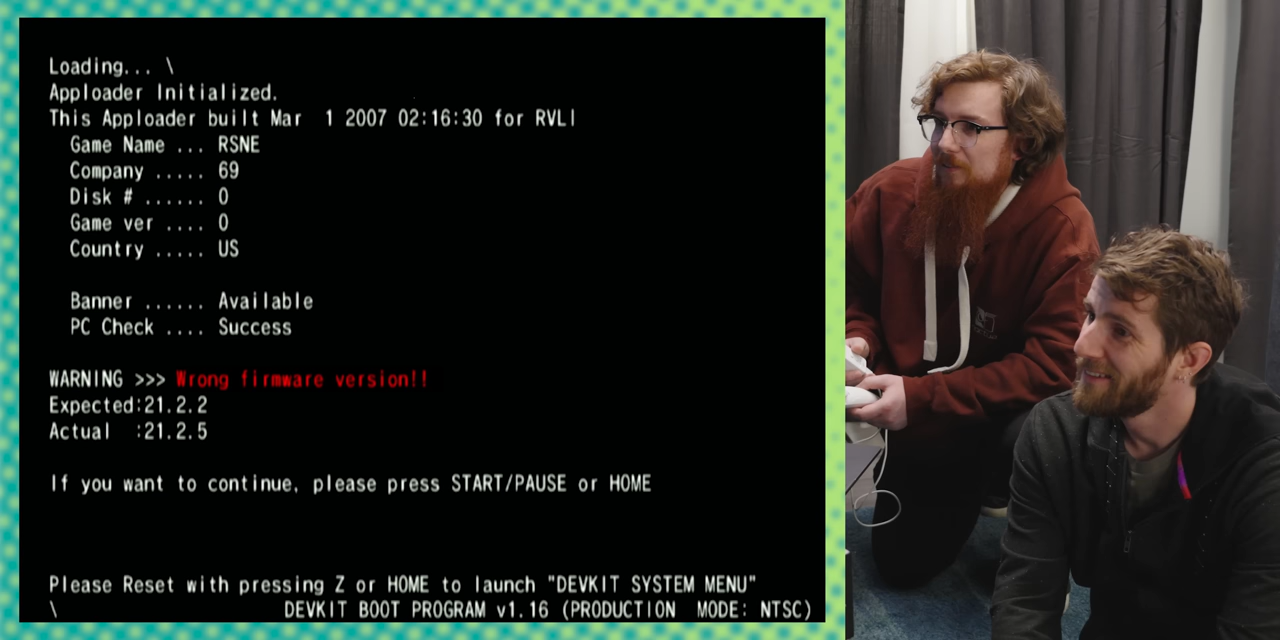 Loading... \
Apploader Initialized.
This Apploader built Mar  1 2007 02:16:30 for RVL|
Game Name ... RSNE
Company ..... 69
Disk # ...... 0
Game ver .... 0
Country ..... US
Banner ...... Available
PC Check .... Success
WARNING >>> Wrong firmware version!!
Expected:21.2.2
Actual  :21.2.5
If you want to continue, please press START/PAUSE or HOME
Please Reset with pressing Z or HOME to launch "DEVKIT SYSTEM MENU"
\ DEVKIT BOOT PROGRAM v1.16 (PRODUCTION  MODE: NTSC)